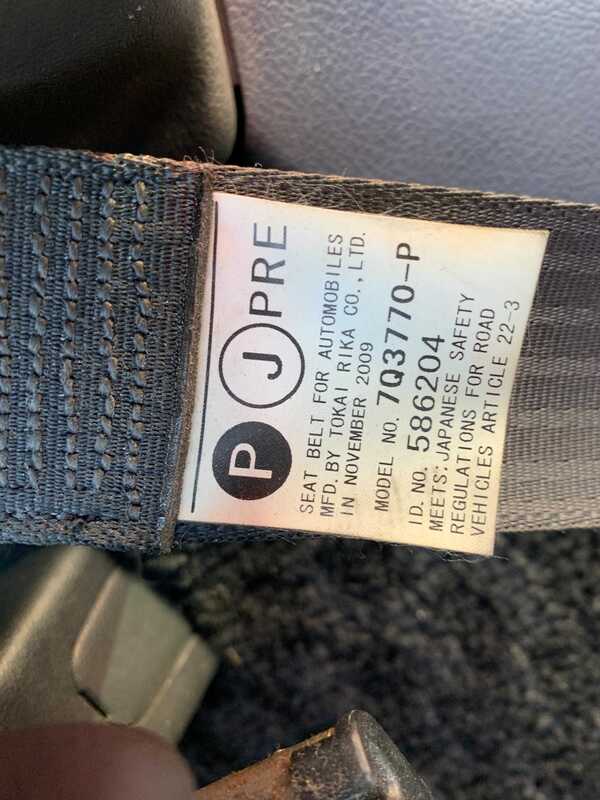 P J PRE
SEAT BELT FOR AUTOMOBILES
MFD. BY TOKAI RIKA CO.,LTD.
IN NOVEMBER 2009
MODEL NO. 7Q3770-P
ID. NO. 586204
MEETS: JAPANESE SAFETY
REGULATIONS FOR ROAD
VEHICLES ARTICLE 22-3